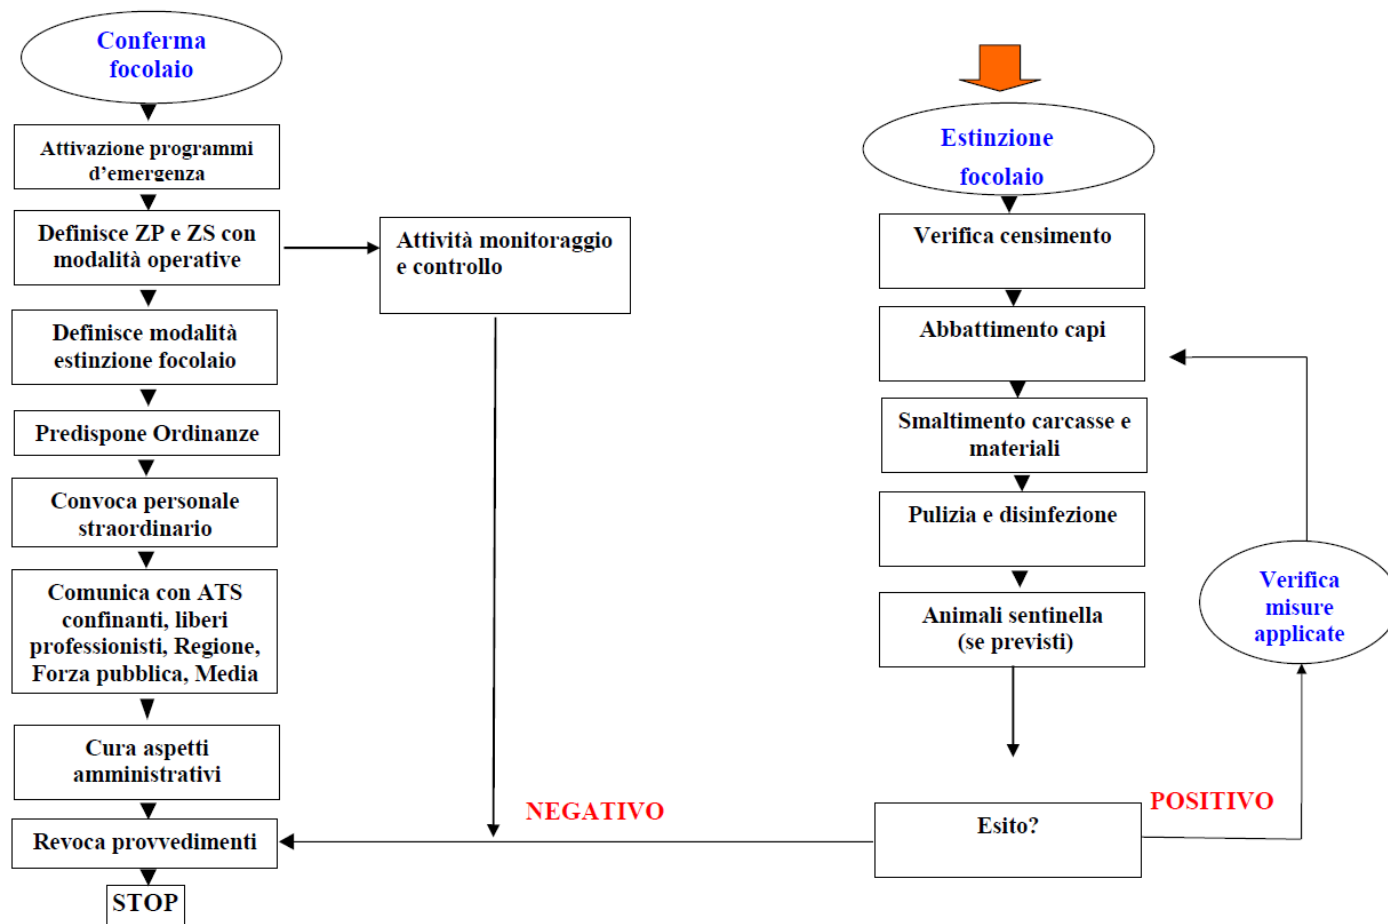 Conferma
focolaio
Attivazione programmi
d'emergenza
Definisce ZP e ZS con
modalità operative
Attività monitoraggio
e controllo
Definisce modalità
estinzione focolaio
Predispone Ordinanze
Convoca personale
straordinario
Comunica con ATS
confinanti, liberi
professionisti, Regione,
Forza pubblica, Media
Cura aspetti
amministrativi
Revoca provvedimenti
STOP
Estinzione
focolaio
Verifica censimento
Abbattimento capi
Smaltimento carcasse e
materiali
Pulizia e disinfezione
Animali sentinella
(se previsti)
Esito?
NEGATIVO
POSITIVO
Verifica
misure
applicate